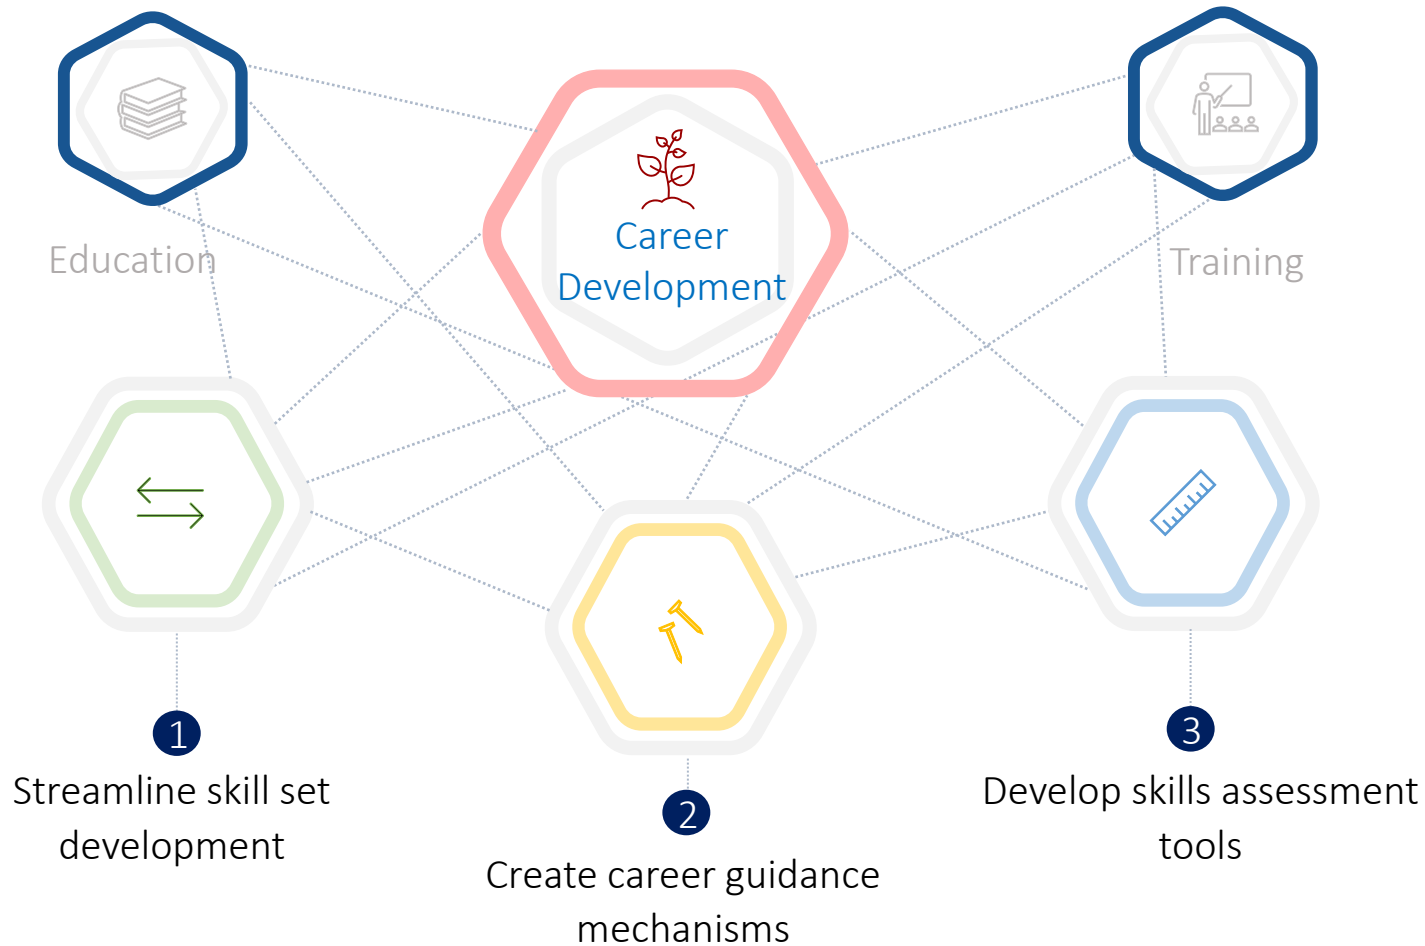 Career
Development
Education
Training
1
Streamline skill set
development
2
Create career guidance
mechanisms
3
Develop skills assessment
tools